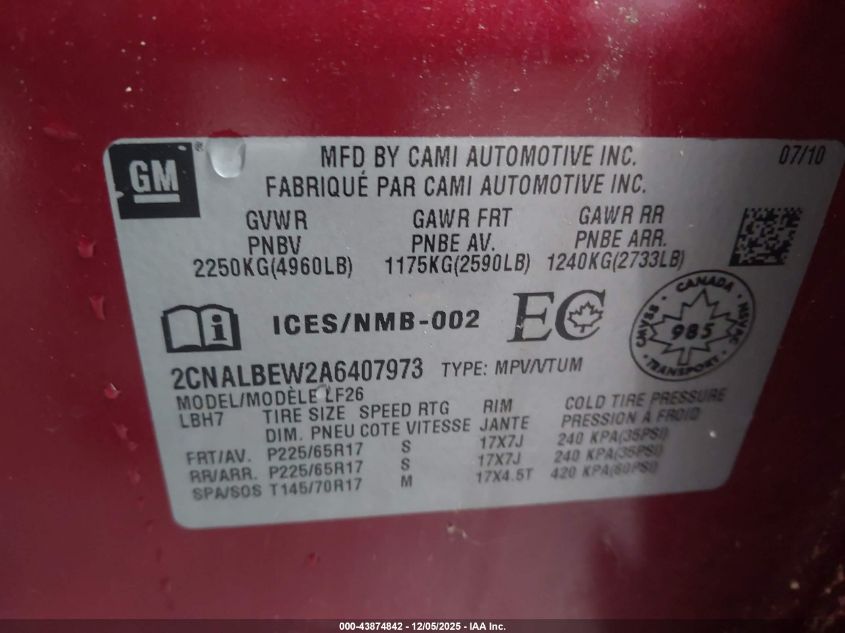 GM
MFD BY CAMI AUTOMOTIVE INC. 07/10
FABRIQUÉ PAR CAMI AUTOMOTIVE INC.
GVWR GAWR FRT GAWR RR
PNBV PNBE AV. PNBE ARR.
2250KG(4960LB) 1175KG(2590LB) 1240KG(2733LB)
ICES/NMB-002 EC
CANADA CMVSS NSVAC 985 TRANSPORT
2CNALBEW2A6407973 TYPE: MPV/VTUM
MODEL/MODÈLE LF26
LBH7 TIRE SIZE SPEED RTG RIM COLD TIRE PRESSURE
DIM. PNEU COTE VITESSE JANTE PRESSION À FROID
FRT/AV. P225/65R17 S 17X7J 240 KPA(35PSI)
RR/ARR. P225/65R17 S 17X7J 240 KPA(35PSI)
SPA/SOS T145/70R17 M 17X4.5T 420 KPA(60PSI)
000-43874842 - 12/05/2025 - IAA Inc.